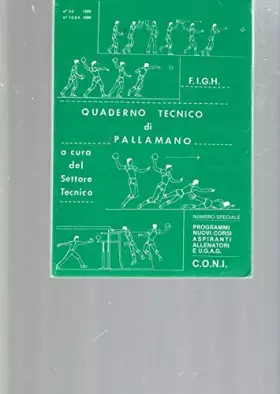 F.I.G.H.
QUADERNO TECNICO
di
PALLAMANO
a cura
del
Settore
Tecnico
NUMERO SPECIALE
PROGRAMMI
NUOVI CORSI
ASPIRANTI
ALLENATORI
E U.G.A.G.
C.O.N.I.